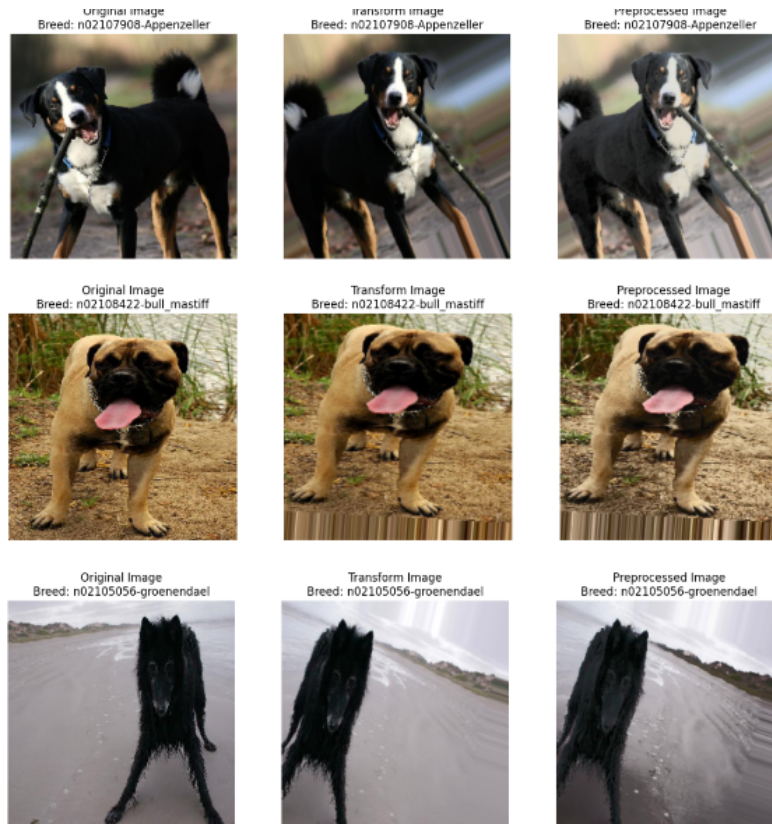 Original Image
Transform Image
Preprocessed Image
Breed: n02107908-Appenzeller
Breed: n02107908-Appenzeller
Breed: n02107908-Appenzeller
Original Image
Transform Image
Preprocessed Image
Breed: n02108422-bull_mastiff
Breed: n02108422-bull_mastiff
Breed: n02108422-bull_mastiff
Original Image
Transform Image
Preprocessed Image
Breed: n02105056-groenendael
Breed: n02105056-groenendael
Breed: n02105056-groenendael